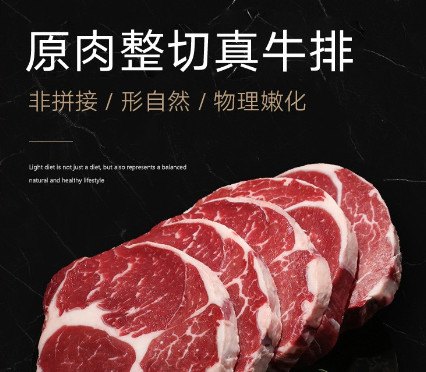 原肉整切真牛排
非拼接 / 形自然 / 物理嫩化
Light diet is not just a diet, but also represents a balanced
natural and healthy lifestyle